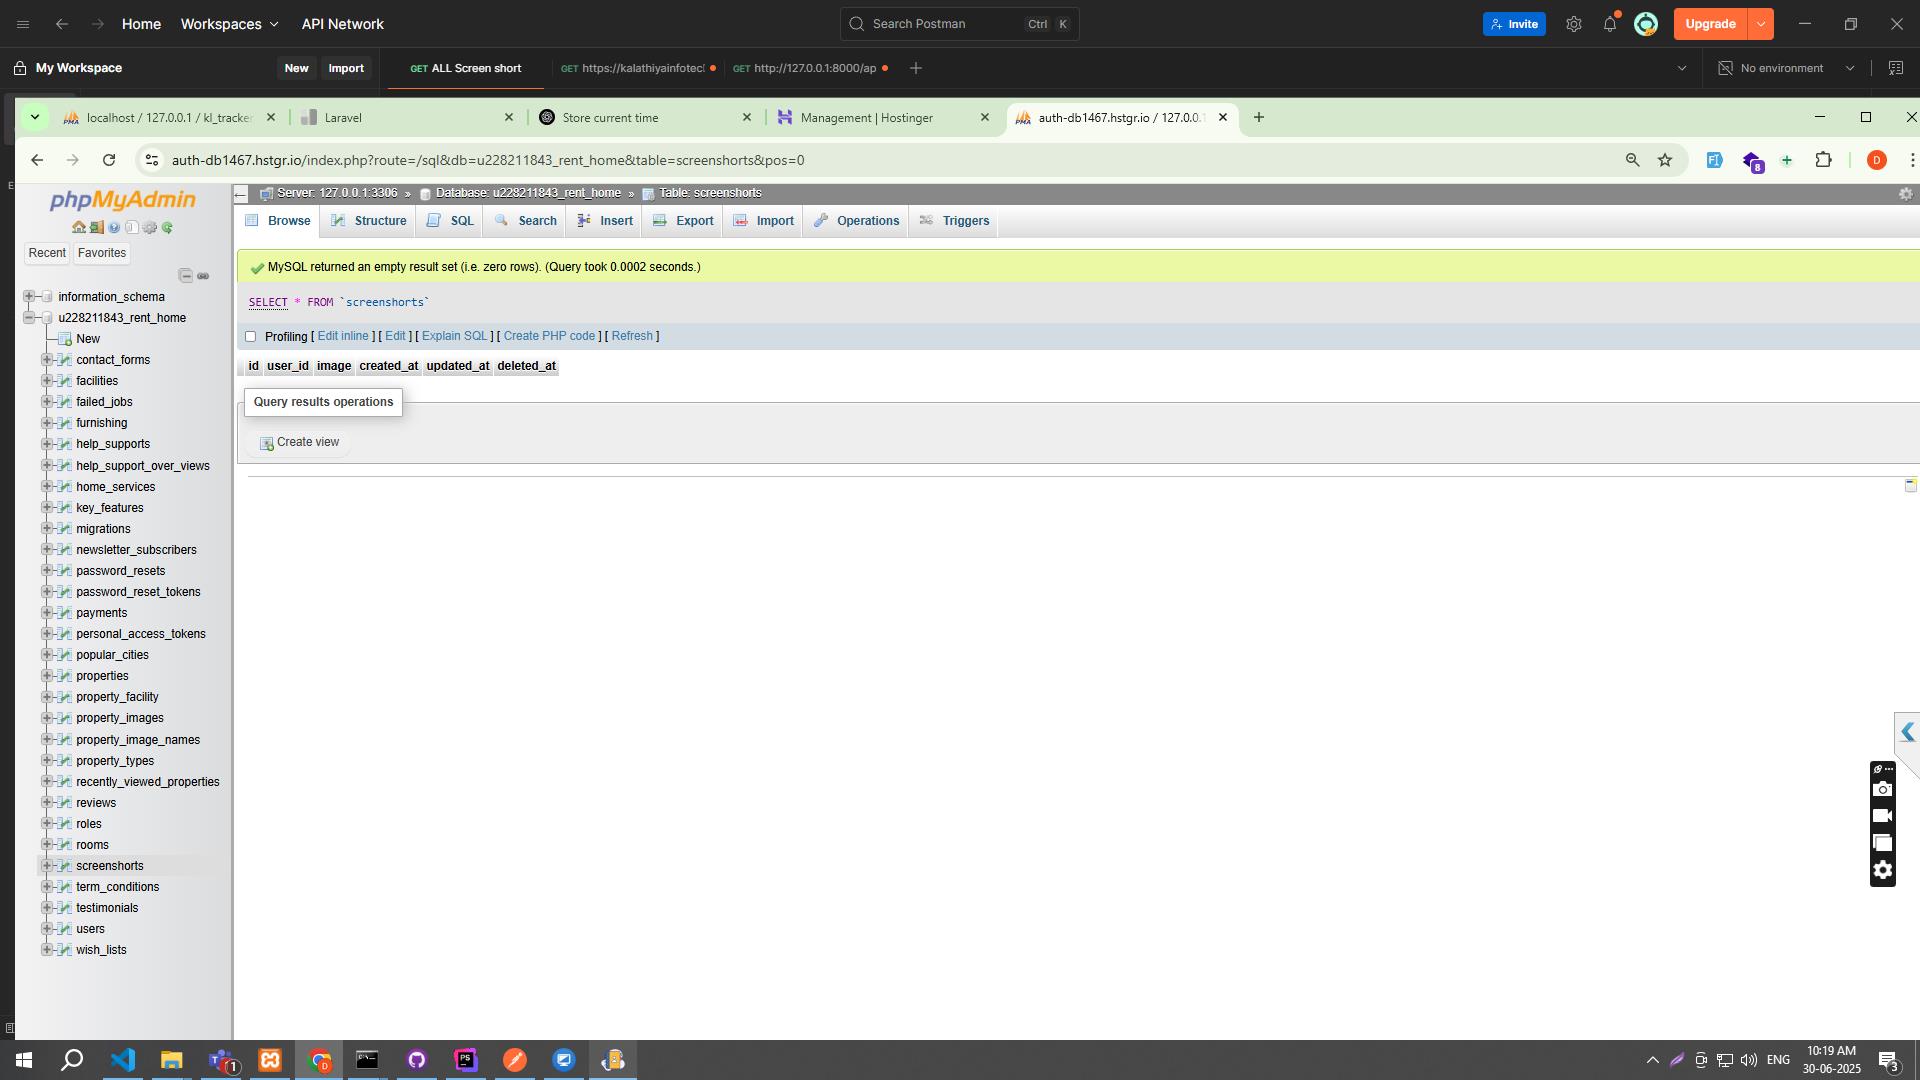 Home
Workspaces
API Network
Search Postman
Ctrl
K
Invite
Upgrade
My Workspace
New
Import
GET ALL Screen short
GET https://kalathiyainfotecl
GET http://127.0.0.1:8000/ap
No environment
localhost / 127.0.0.1 / kl_tracker
Laravel
Store current time
Management | Hostinger
auth-db1467.hstgr.io / 127.0.0.1
auth-db1467.hstgr.io/index.php?route=/sql&db=u228211843_rent_home&table=screenshorts&pos=0
8
D
phpMyAdmin
Recent
Favorites
information_schema
u228211843_rent_home
New
contact_forms
facilities
failed_jobs
furnishing
help_supports
help_support_over_views
home_services
key_features
migrations
newsletter_subscribers
password_resets
password_reset_tokens
payments
personal_access_tokens
popular_cities
properties
property_facility
property_images
property_image_names
property_types
recently_viewed_properties
reviews
roles
rooms
screenshorts
term_conditions
testimonials
users
wish_lists
Server: 127.0.0.1:3306 » Database: u228211843_rent_home » Table: screenshorts
Browse
Structure
SQL
Search
Insert
Export
Import
Operations
Triggers
MySQL returned an empty result set (i.e. zero rows). (Query took 0.0002 seconds.)
SELECT * FROM `screenshorts`
Profiling [ Edit inline ] [ Edit ] [ Explain SQL ] [ Create PHP code ] [ Refresh ]
id user_id image created_at updated_at deleted_at
Query results operations
Create view
ENG
10:19 AM
30-06-2025
3
1